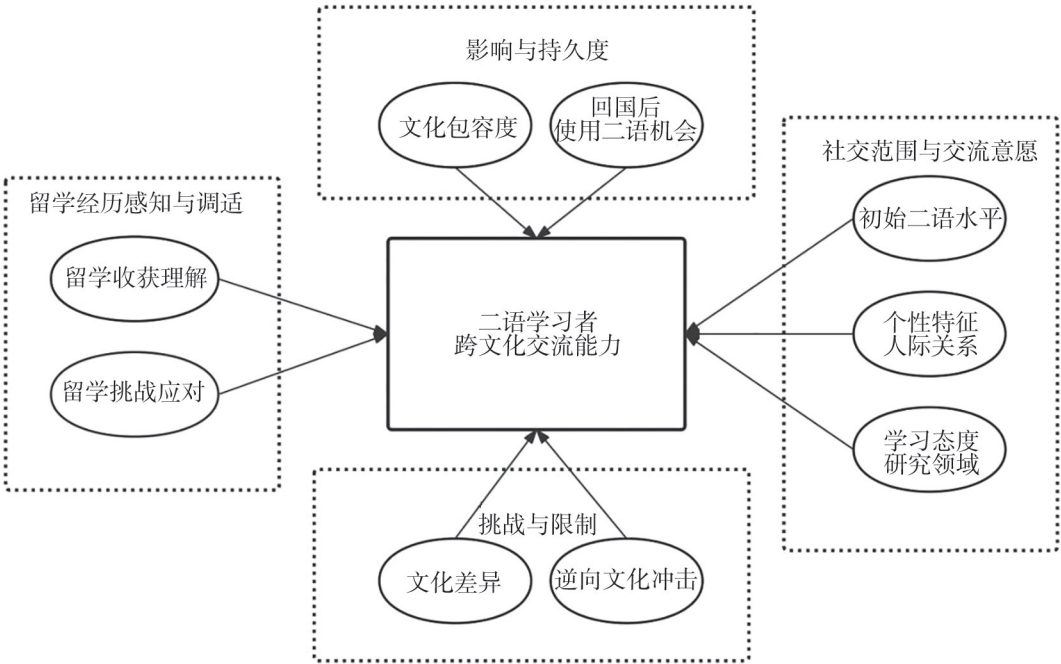 影响与持久度
文化包容度
回国后
使用二语机会
留学经历感知与调适
留学收获理解
留学挑战应对
二语学习者
跨文化交流能力
社交范围与交流意愿
初始二语水平
个性特征
人际关系
学习态度
研究领域
挑战与限制
文化差异
逆向文化冲击